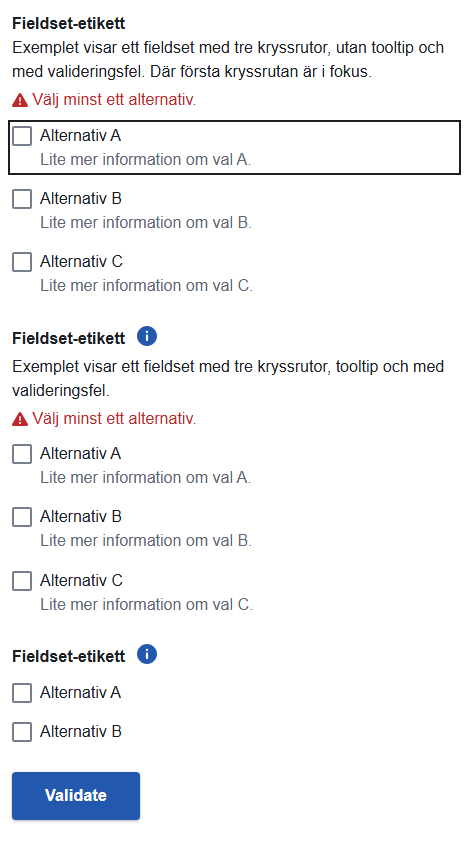 Fieldset-etikett
Exemplet visar ett fieldset med tre kryssrutor, utan tooltip och
med valideringsfel. Där första kryssrutan är i fokus.
Välj minst ett alternativ.
Alternativ A
Lite mer information om val A.
Alternativ B
Lite mer information om val B.
Alternativ C
Lite mer information om val C.
Fieldset-etikett i
Exemplet visar ett fieldset med tre kryssrutor, tooltip och med
valideringsfel.
Välj minst ett alternativ.
Alternativ A
Lite mer information om val A.
Alternativ B
Lite mer information om val B.
Alternativ C
Lite mer information om val C.
Fieldset-etikett i
Alternativ A
Alternativ B
Validate